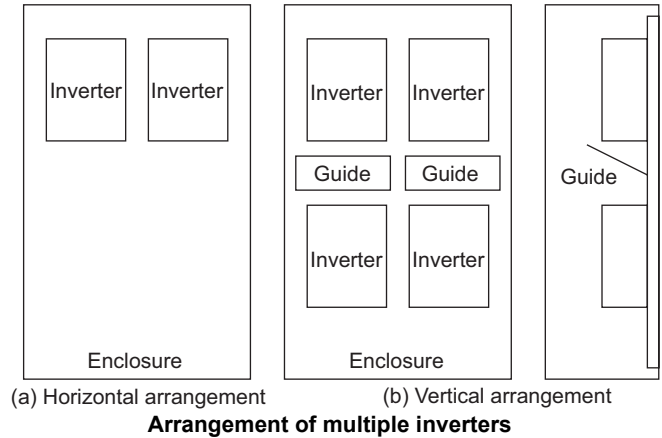 Inverter Inverter
Enclosure
(a) Horizontal arrangement
Inverter Inverter
Guide Guide
Inverter Inverter
Enclosure
Guide
(b) Vertical arrangement
Arrangement of multiple inverters